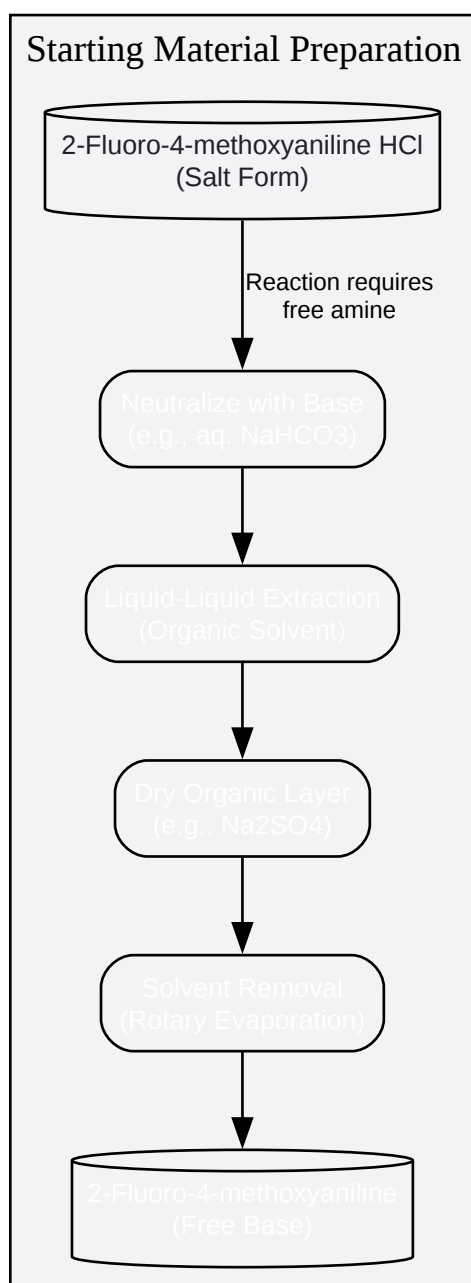 Starting Material Preparation
2-Fluoro-4-methoxyaniline HCl
(Salt Form)
Reaction requires
free amine
Neutralize with Base
(e.g., aq. NaHCO3)
Liquid-Liquid Extraction
(Organic Solvent)
Dry Organic Layer
(e.g., Na2SO4)
Solvent Removal
(Rotary Evaporation)
2-Fluoro-4-methoxyaniline
(Free Base)